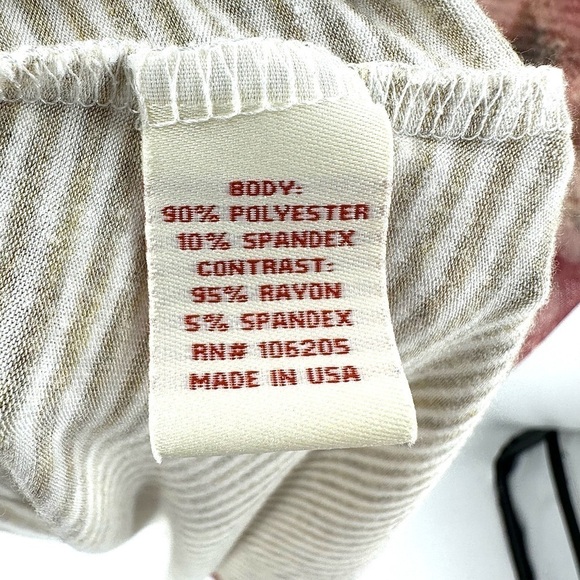 BODY:
90% POLYESTER
10% SPANDEX
CONTRAST:
95% RAYON
5% SPANDEX
RN# 106205
MADE IN USA